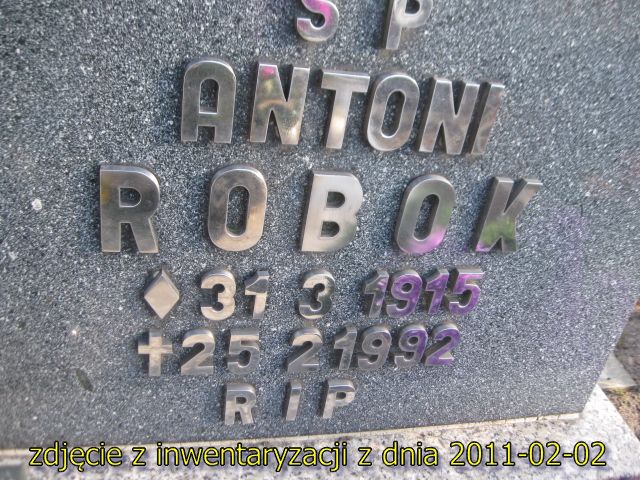 S P
ANTONI
ROBOK
♦ 31 3 1915
✝ 25 2 1992
R I P
zdjęcie z inwentaryzacji z dnia 2011-02-02